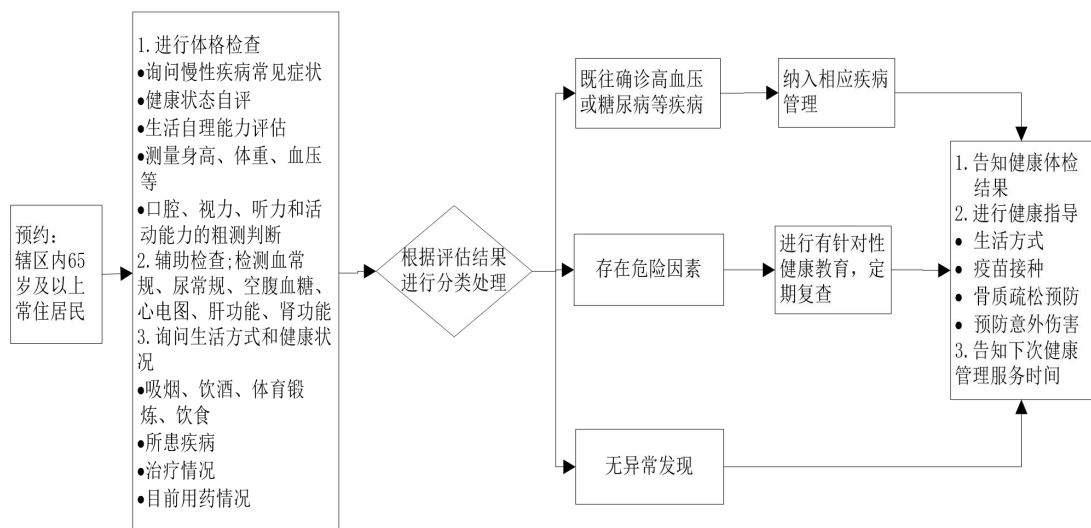 预约：
辖区内65
岁及以上
常住居民
1.进行体格检查
●询问慢性疾病常见症状
●健康状态自评
●生活自理能力评估
●测量身高、体重、血压
等
●口腔、视力、听力和活
动能力的粗测判断
2.辅助检查;检测血常
规、尿常规、空腹血糖、
心电图、肝功能、肾功能
3.询问生活方式和健康状
况
●吸烟、饮酒、体育锻
炼、饮食
●所患疾病
●治疗情况
●目前用药情况
根据评估结果
进行分类处理
既往确诊高血压
或糖尿病等疾病
纳入相应疾病
管理
存在危险因素
进行有针对性
健康教育，定
期复查
无异常发现
1.告知健康体检
结果
2.进行健康指导
● 生活方式
● 疫苗接种
● 骨质疏松预防
● 预防意外伤害
3.告知下次健康
管理服务时间